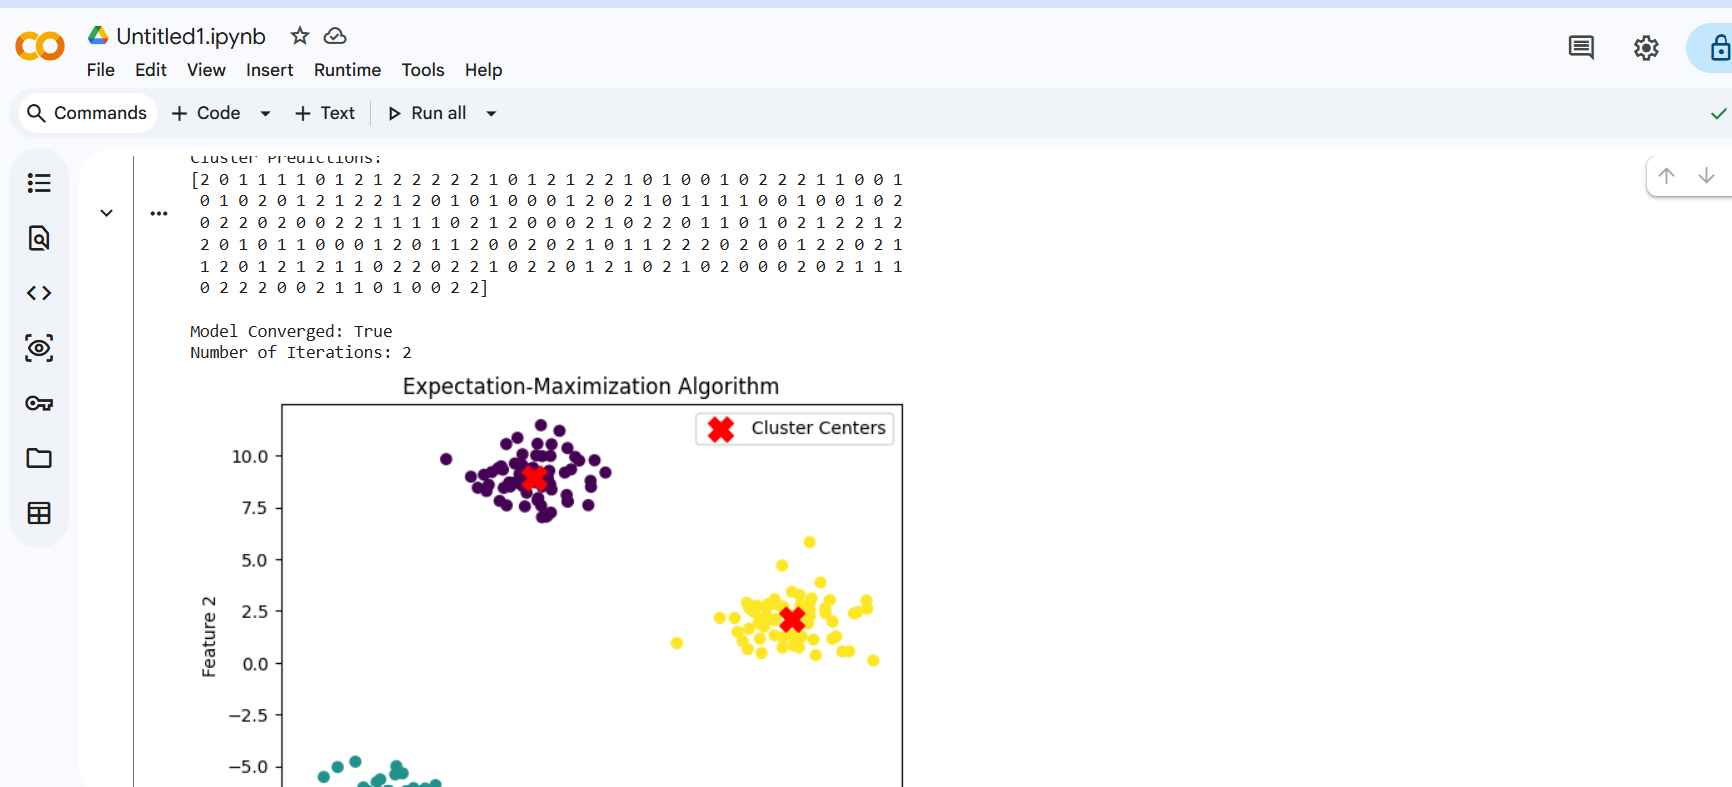 Untitled1.ipynb
File Edit View Insert Runtime Tools Help
Commands + Code + Text Run all
Cluster Predictions:
[2 0 1 1 1 1 0 1 2 1 2 2 2 2 2 1 0 1 2 1 2 2 1 0 1 0 0 1 0 2 2 2 1 1 0 0 1
0 1 0 2 0 1 2 1 2 2 1 2 0 1 0 1 0 0 0 1 2 0 2 1 0 1 1 1 1 0 0 1 0 0 1 0 2
0 2 2 0 2 0 0 2 2 1 1 1 1 0 2 1 2 0 0 0 2 1 0 2 2 0 1 1 0 1 0 2 1 2 2 1 2
2 0 1 0 1 1 0 0 0 1 2 0 1 1 2 0 0 2 0 2 1 0 1 1 2 2 2 0 2 0 0 1 2 2 0 2 1
1 2 0 1 2 1 2 1 1 0 2 2 0 2 2 1 0 2 2 0 1 2 1 0 2 1 0 2 0 0 0 2 0 2 1 1 1
0 2 2 2 0 0 2 1 1 0 1 0 0 2 2]
Model Converged: True
Number of Iterations: 2
Expectation-Maximization Algorithm
Cluster Centers
10.0
7.5
5.0
2.5
0.0
−2.5
−5.0
Feature 2